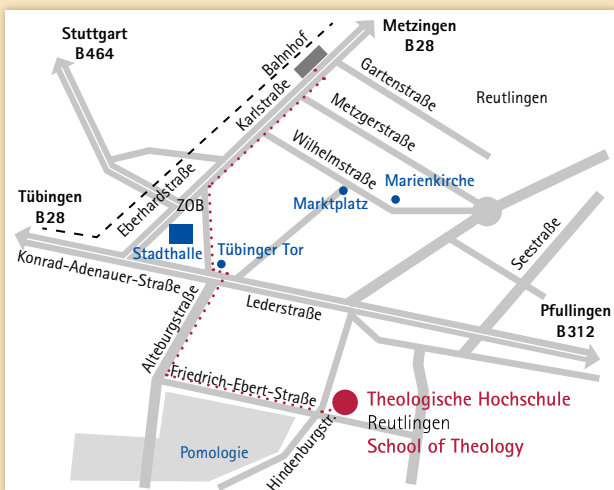 Stuttgart
B464
Metzingen
B28
Bahnhof
Karlstraße
Gartenstraße
Metzgerstraße
Reutlingen
Wilhelmstraße
Marienkirche
Marktplatz
Eberhardstraße
ZOB
Tübingen
B28
Stadthalle
Tübinger Tor
Seestraße
Konrad-Adenauer-Straße
Lederstraße
Pfullingen
B312
Alteburgstraße
Friedrich-Ebert-Straße
Theologische Hochschule
Reutlingen
School of Theology
Hindenburgstr.
Pomologie